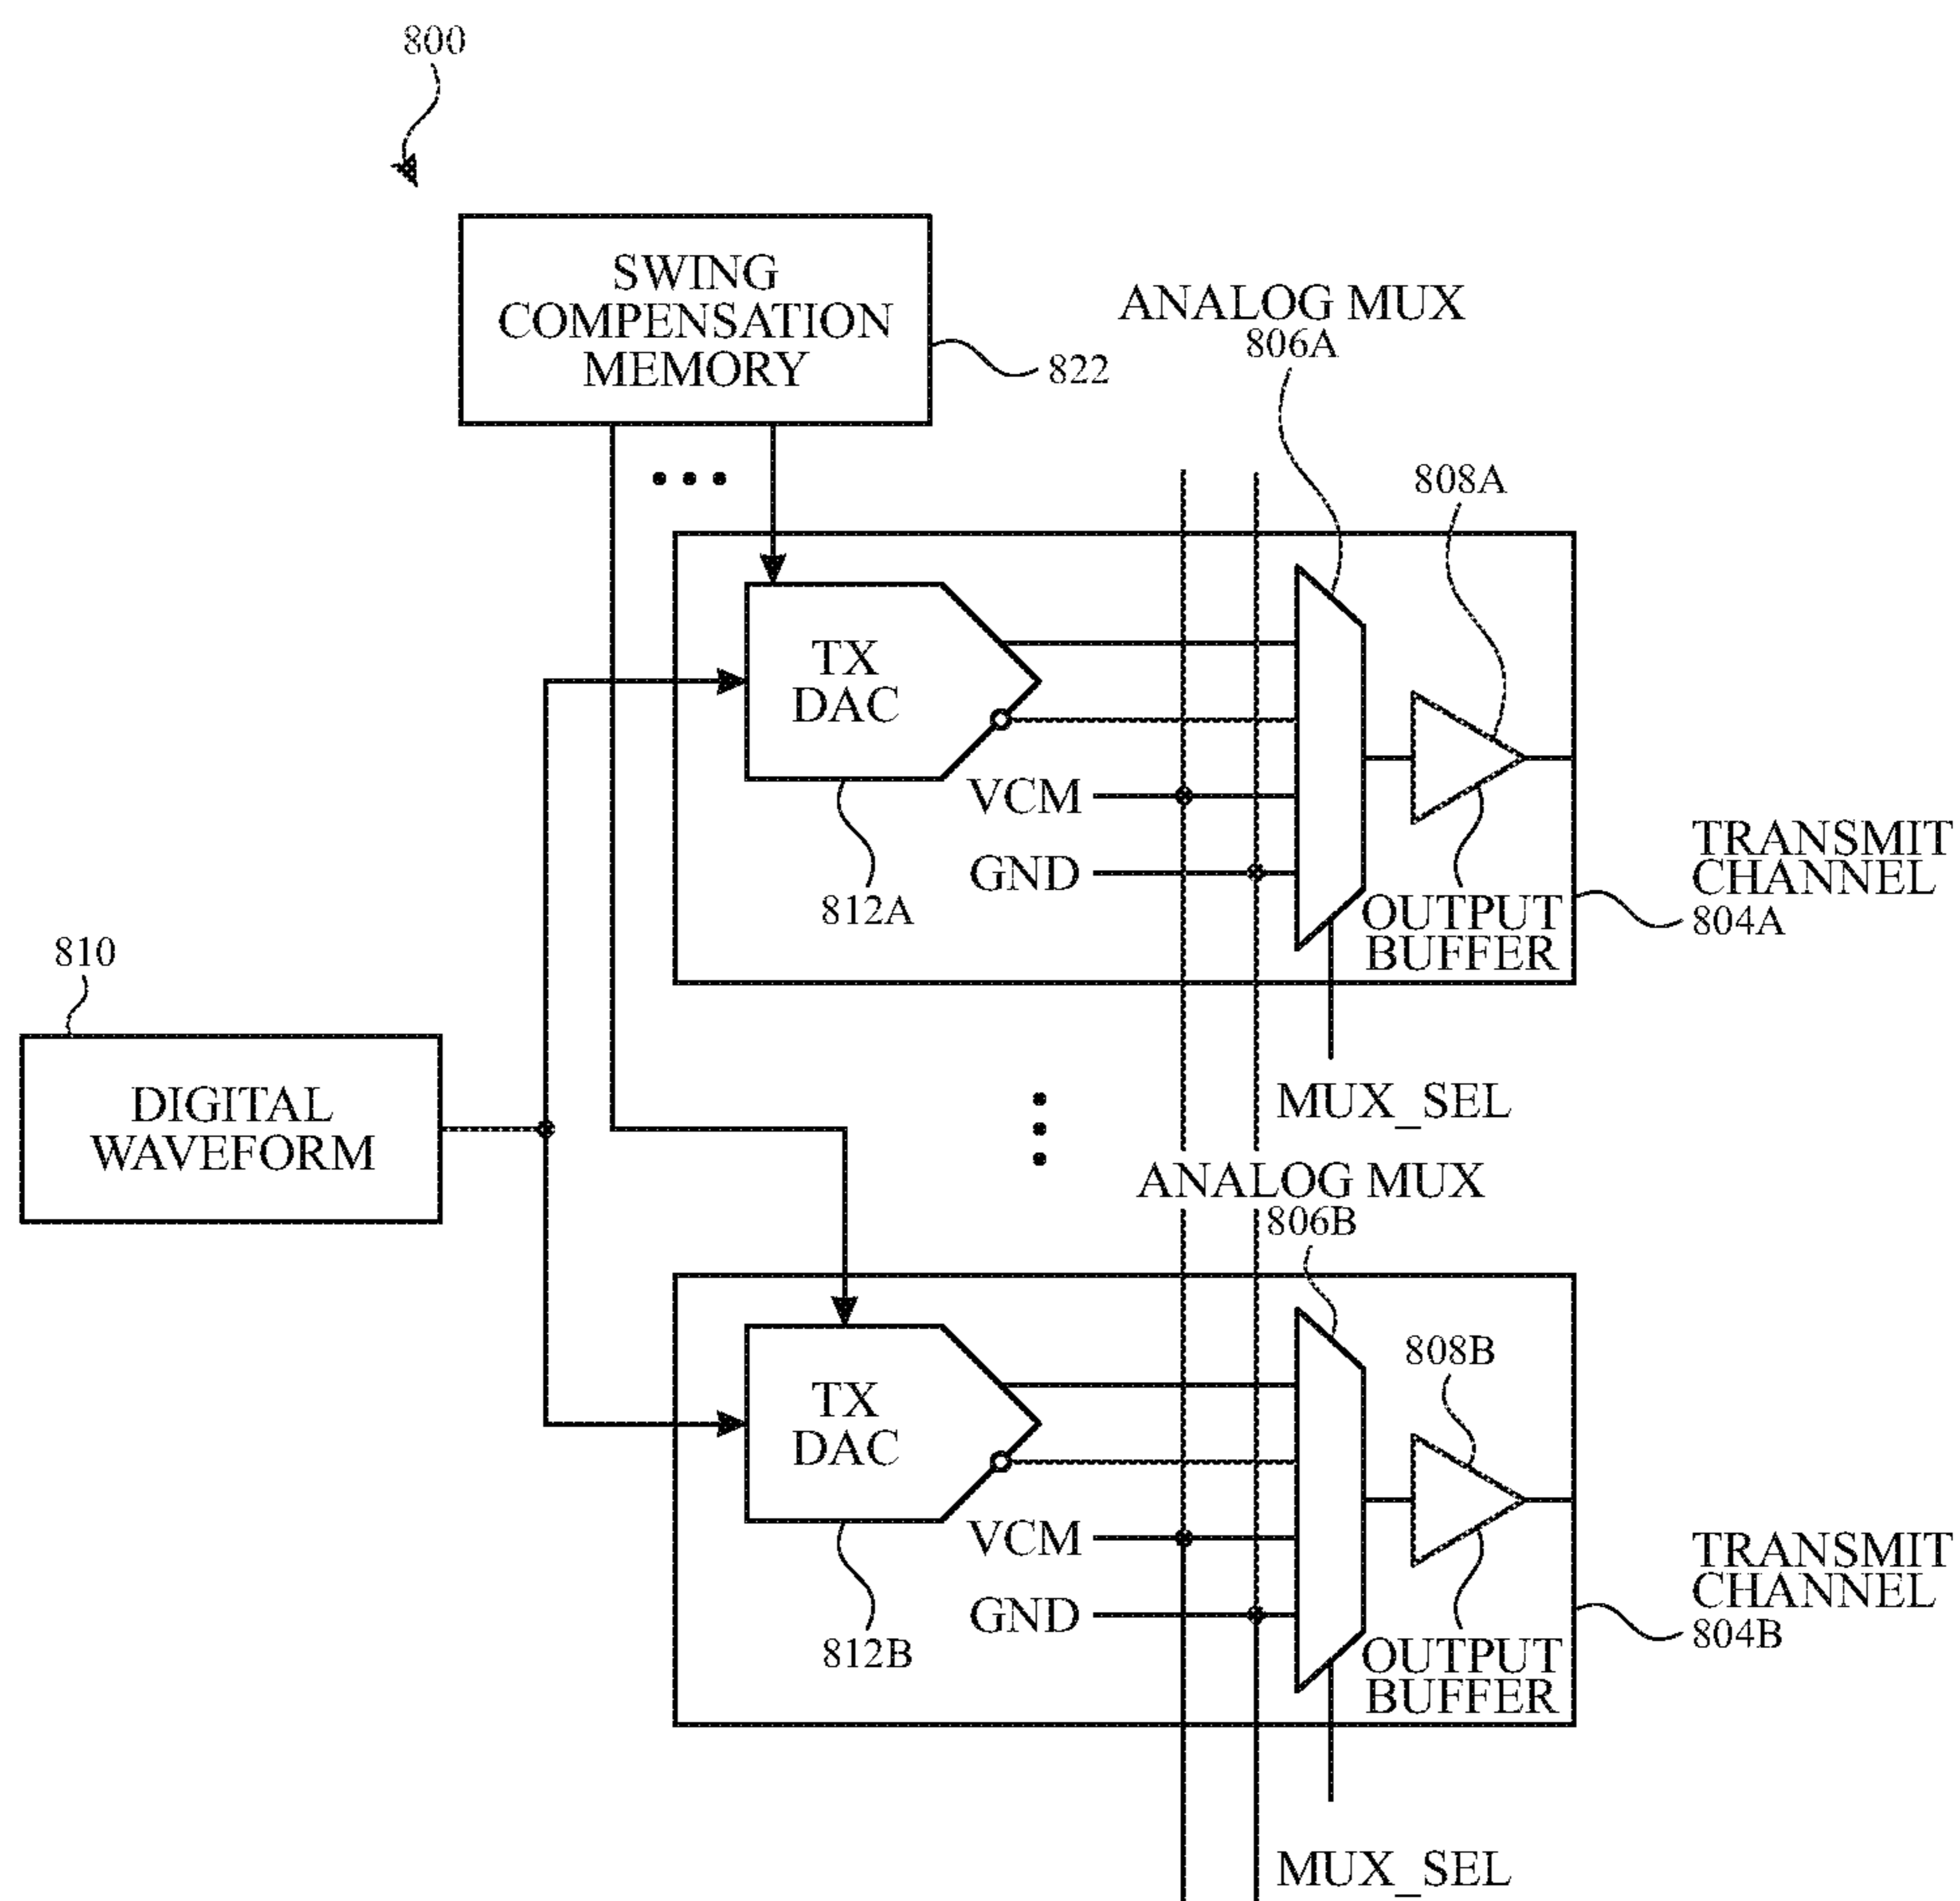 800
SWING
COMPENSATION
MEMORY
822
ANALOG MUX
806A
808A
TX
DAC
VCM
GND
812A
OUTPUT
BUFFER
TRANSMIT
CHANNEL
804A
MUX_SEL
810
DIGITAL
WAVEFORM
ANALOG MUX
806B
808B
TX
DAC
VCM
GND
812B
OUTPUT
BUFFER
TRANSMIT
CHANNEL
804B
MUX_SEL